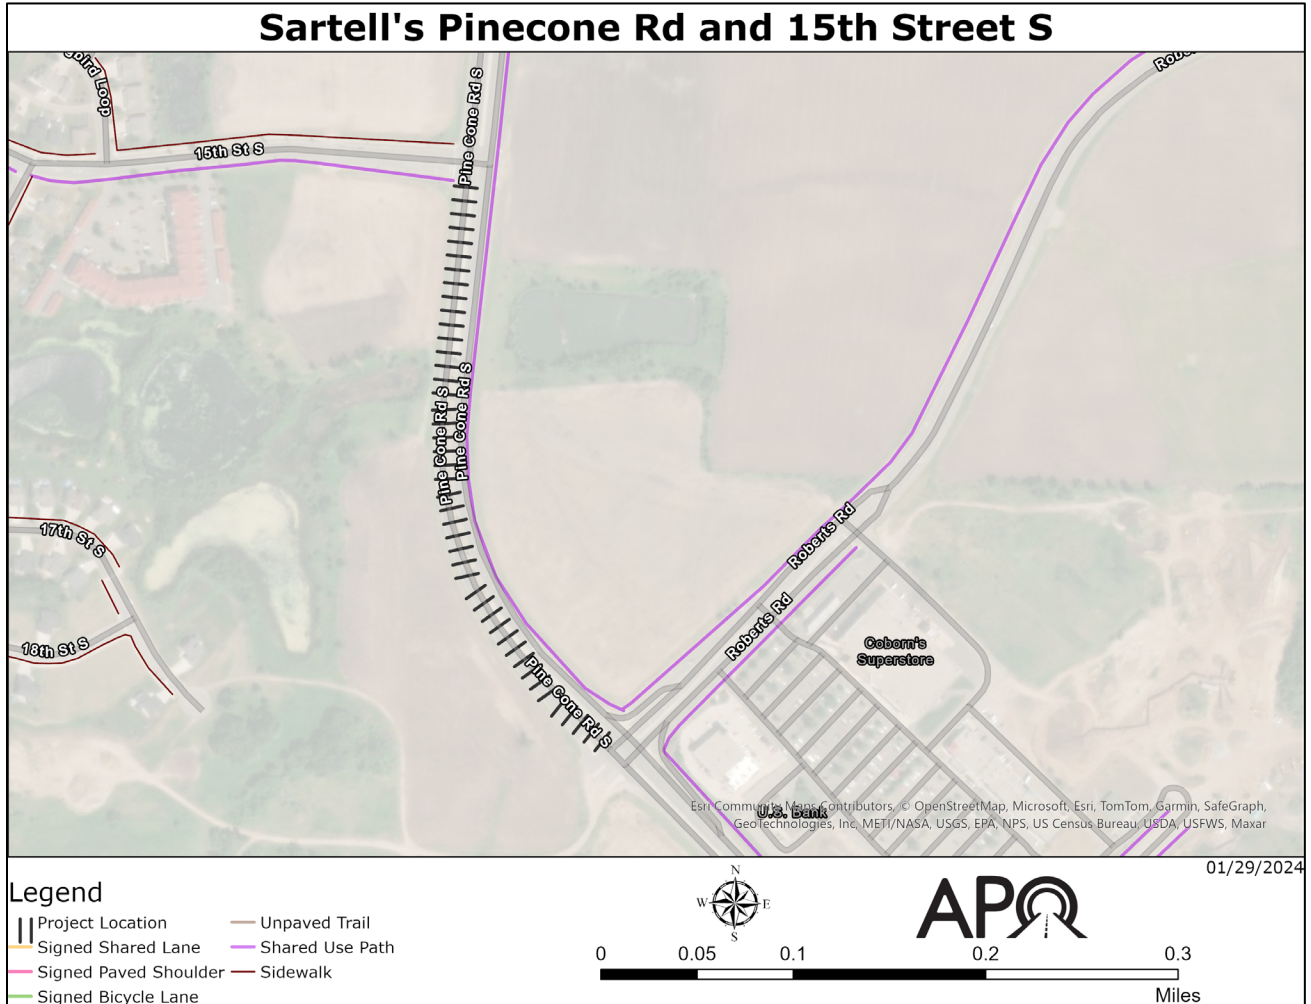 Sartell's Pinecone Rd and 15th Street S
Loop
Pine Cone Rd S
15th St S
Pine Cone Rd S
Pine Cone Rd S
17th St S
18th St S
Roberts Rd
Roberts Rd
Coborn's
Superstore
Pine Cone Rd S
U.S. Bank
Esri Community Maps Contributors, © OpenStreetMap, Microsoft, Esri, TomTom, Garmin, SafeGraph,
GeoTechnologies, Inc, METI/NASA, USGS, EPA, NPS, US Census Bureau, USDA, USFWS, Maxar
01/29/2024
Legend
Project Location
Signed Shared Lane
Signed Paved Shoulder
Signed Bicycle Lane
Unpaved Trail
Shared Use Path
Sidewalk
N
W
E
S
APO
0 0.05 0.1 0.2 0.3
Miles